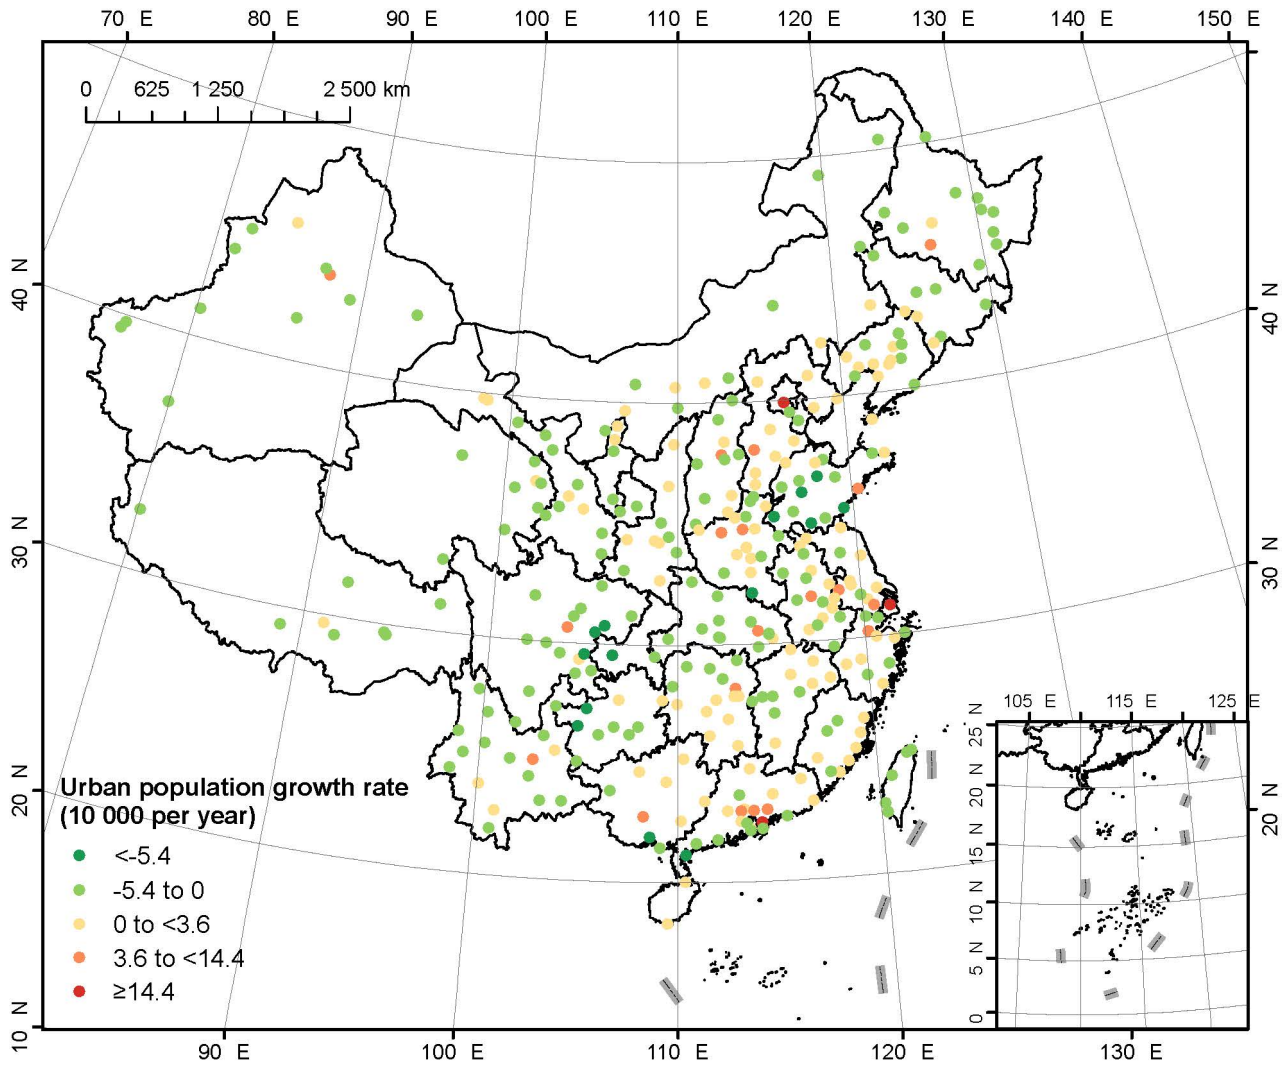 70 E 80 E 90 E 100 E 110 E 120 E 130 E 140 E 150 E
0 625 1 250 2 500 km
40 N
40 N
30 N
30 N
20 N
20 N
10 N
105 E 115 E 125 E
25 N
20 N
15 N
10 N
5 N
0
Urban population growth rate
(10 000 per year)
<-5.4
-5.4 to 0
0 to <3.6
3.6 to <14.4
≥14.4
90 E 100 E 110 E 120 E 130 E